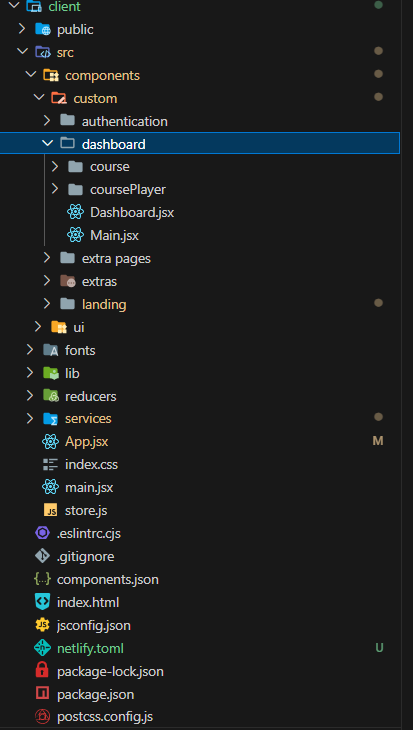 client
public
src
components
custom
authentication
dashboard
course
coursePlayer
Dashboard.jsx
Main.jsx
extra pages
extras
landing
ui
fonts
lib
reducers
services
App.jsx M
index.css
main.jsx
JS store.js
.eslintrc.cjs
.gitignore
{..} components.json
index.html
jsconfig.json
netlify.toml U
package-lock.json
package.json
postcss.config.js